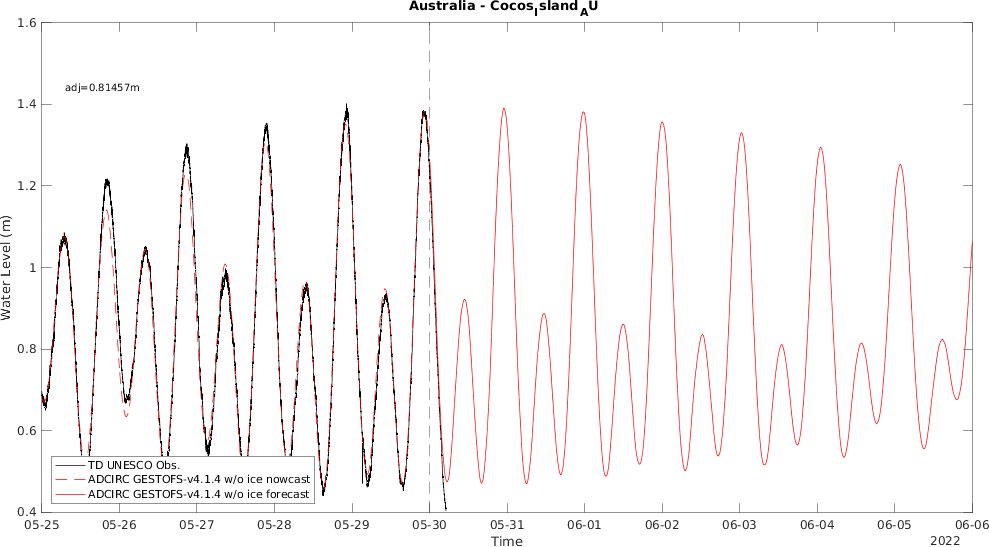 Australia - Cocos_Island_AU
adj=0.81457m
Water Level (m)
1.6
1.4
1.2
1
0.8
0.6
0.4
TD UNESCO Obs.
ADCIRC GESTOFS-v4.1.4 w/o ice nowcast
ADCIRC GESTOFS-v4.1.4 w/o ice forecast
05-25 05-26 05-27 05-28 05-29 05-30 05-31 06-01 06-02 06-03 06-04 06-05 06-06
Time
2022